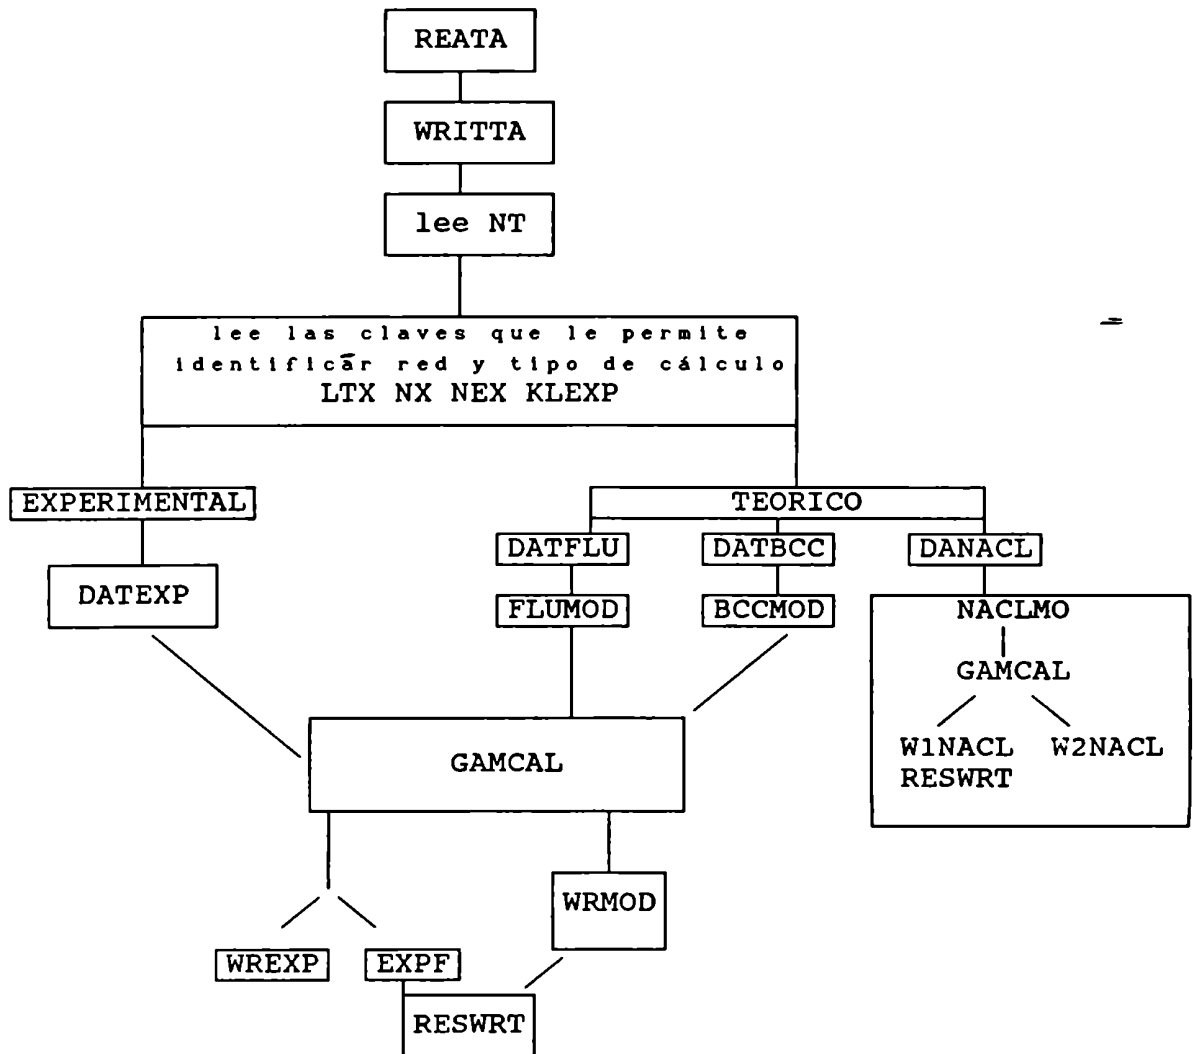 REATA
WRITTA
lee NT
lee las claves que le permite
identificar red y tipo de cálculo
LTX NX NEX KLEXP
EXPERIMENTAL
TEORICO
DATFLU
DATBCC
DANACL
DATEXP
FLUMOD
BCCMOD
NACLMO
GAMCAL
W1NACL W2NACL
RESWRT
GAMCAL
WRMOD
WREXP
EXPF
RESWRT